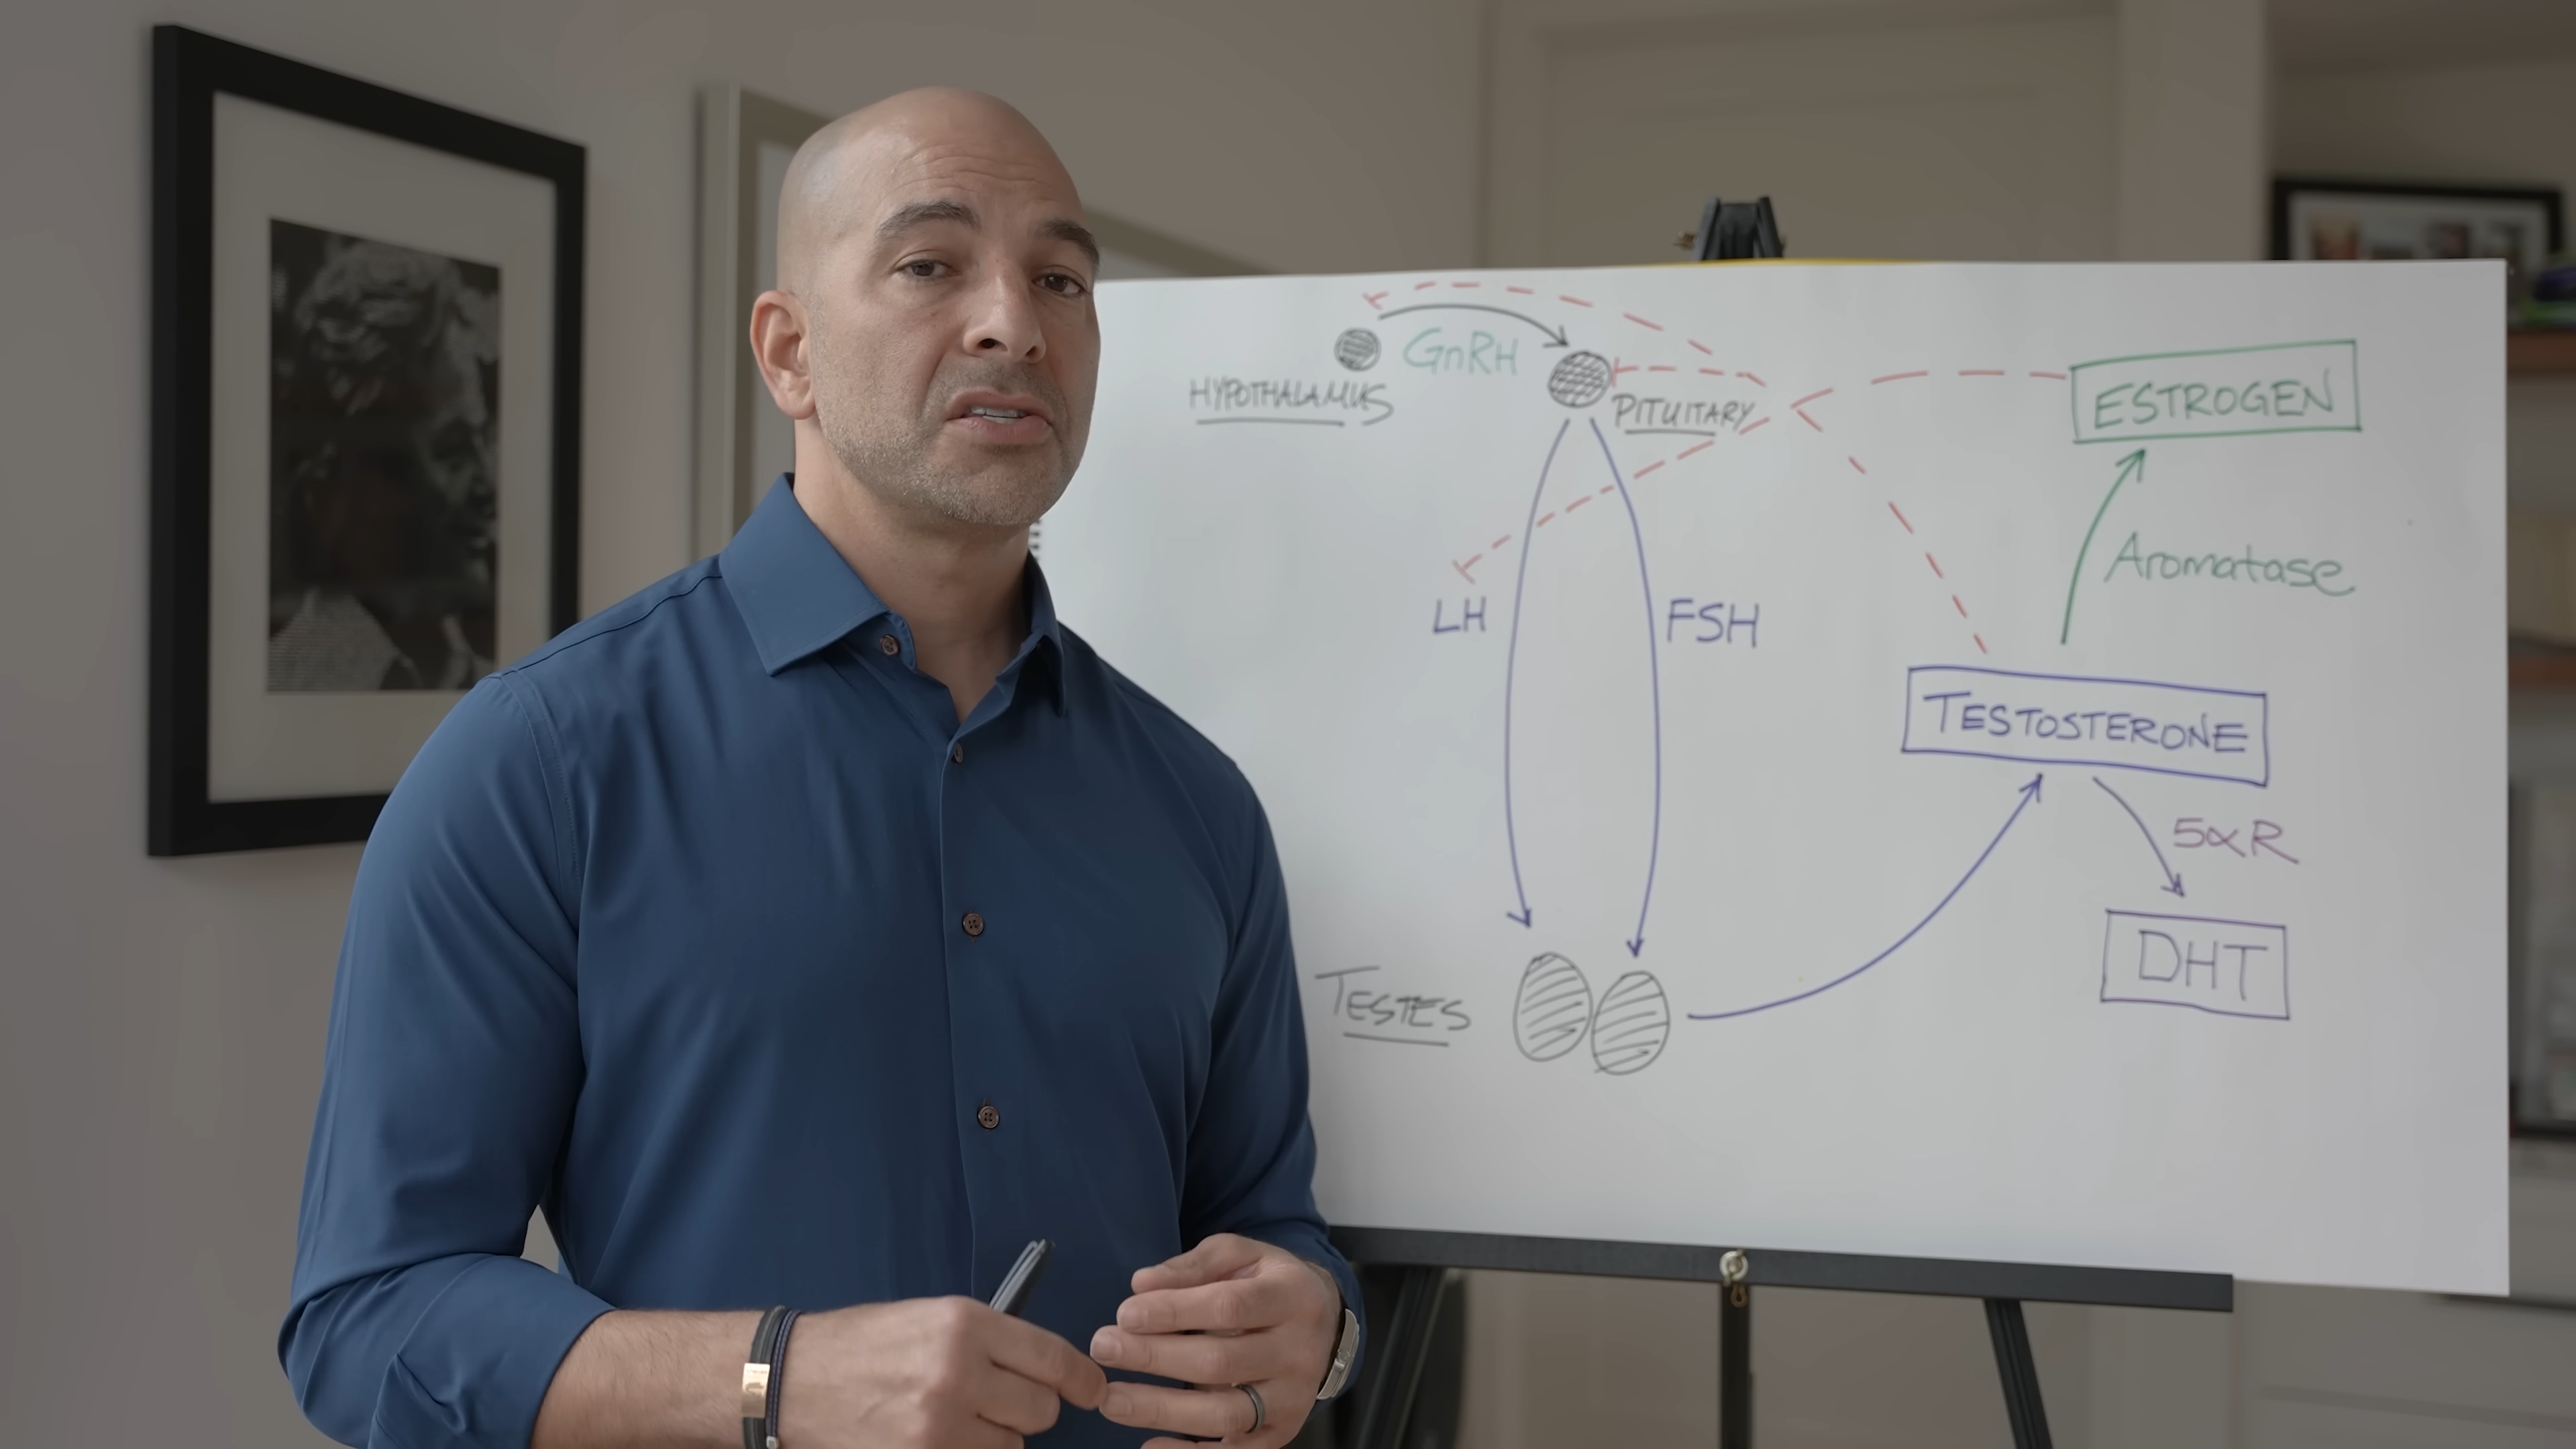 GnRH
HYPOTHALAMUS
PITUITARY
ESTROGEN
Aromatase
LH
FSH
TESTOSTERONE
5αR
DHT
TESTES